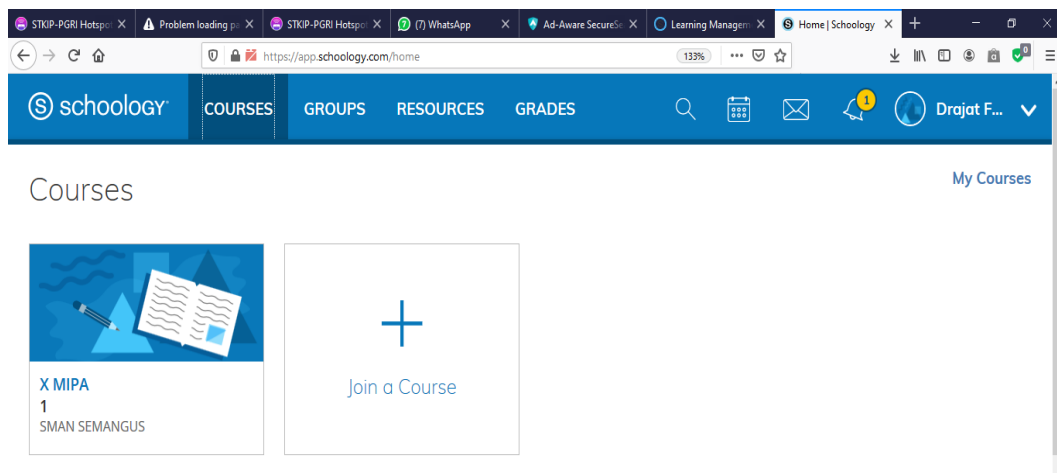 STKIP-PGRI Hotspot
Problem loading pa
STKIP-PGRI Hotspot
(7) WhatsApp
Ad-Aware SecureSe
Learning Managem
Home | Schoology
https://app.schoology.com/home
133%
0
S schoology
COURSES
GROUPS
RESOURCES
GRADES
1
Drajat F...
Courses
My Courses
X MIPA
1
SMAN SEMANGUS
Join a Course